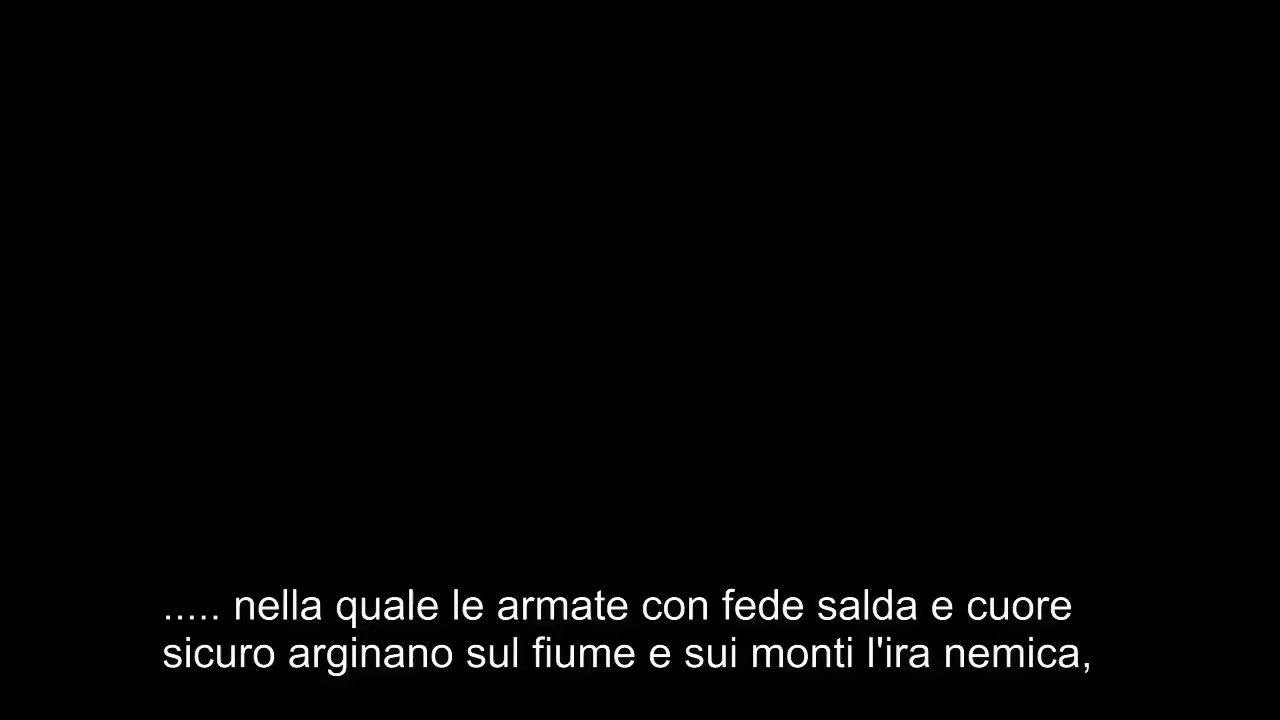 ..... nella quale le armate con fede salda e cuore
sicuro arginano sul fiume e sui monti l'ira nemica,